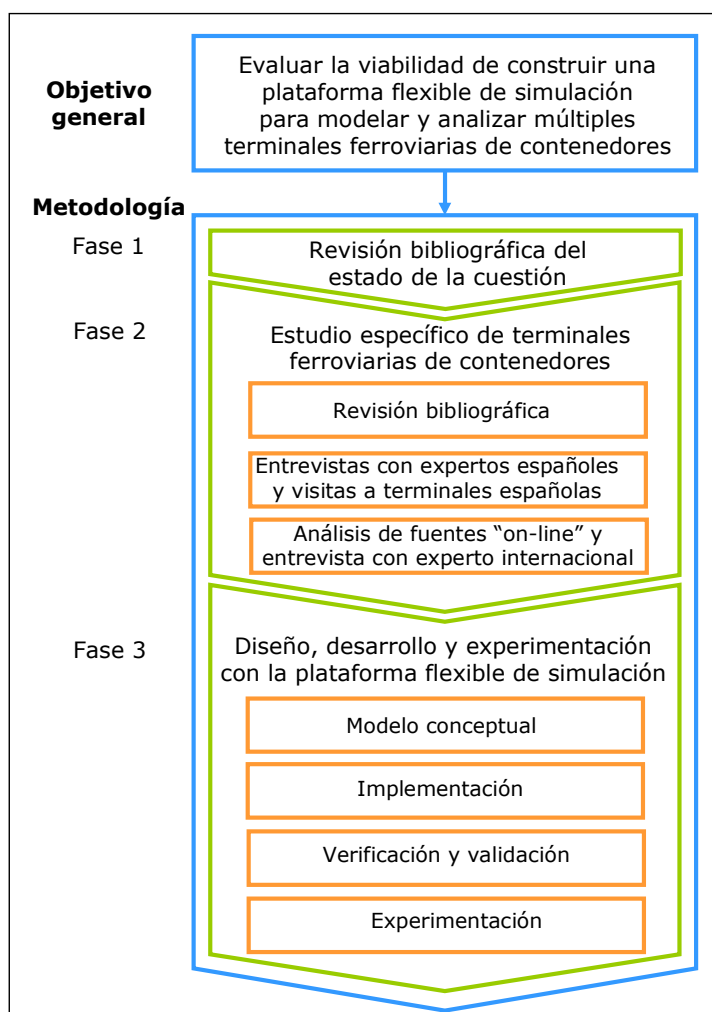 Objetivo
general
Evaluar la viabilidad de construir una
plataforma flexible de simulación
para modelar y analizar múltiples
terminales ferroviarias de contenedores
Metodología
Fase 1
Revisión bibliográfica del
estado de la cuestión
Fase 2
Estudio específico de terminales
ferroviarias de contenedores
Revisión bibliográfica
Entrevistas con expertos españoles
y visitas a terminales españolas
Análisis de fuentes “on-line” y
entrevista con experto internacional
Fase 3
Diseño, desarrollo y experimentación
con la plataforma flexible de simulación
Modelo conceptual
Implementación
Verificación y validación
Experimentación